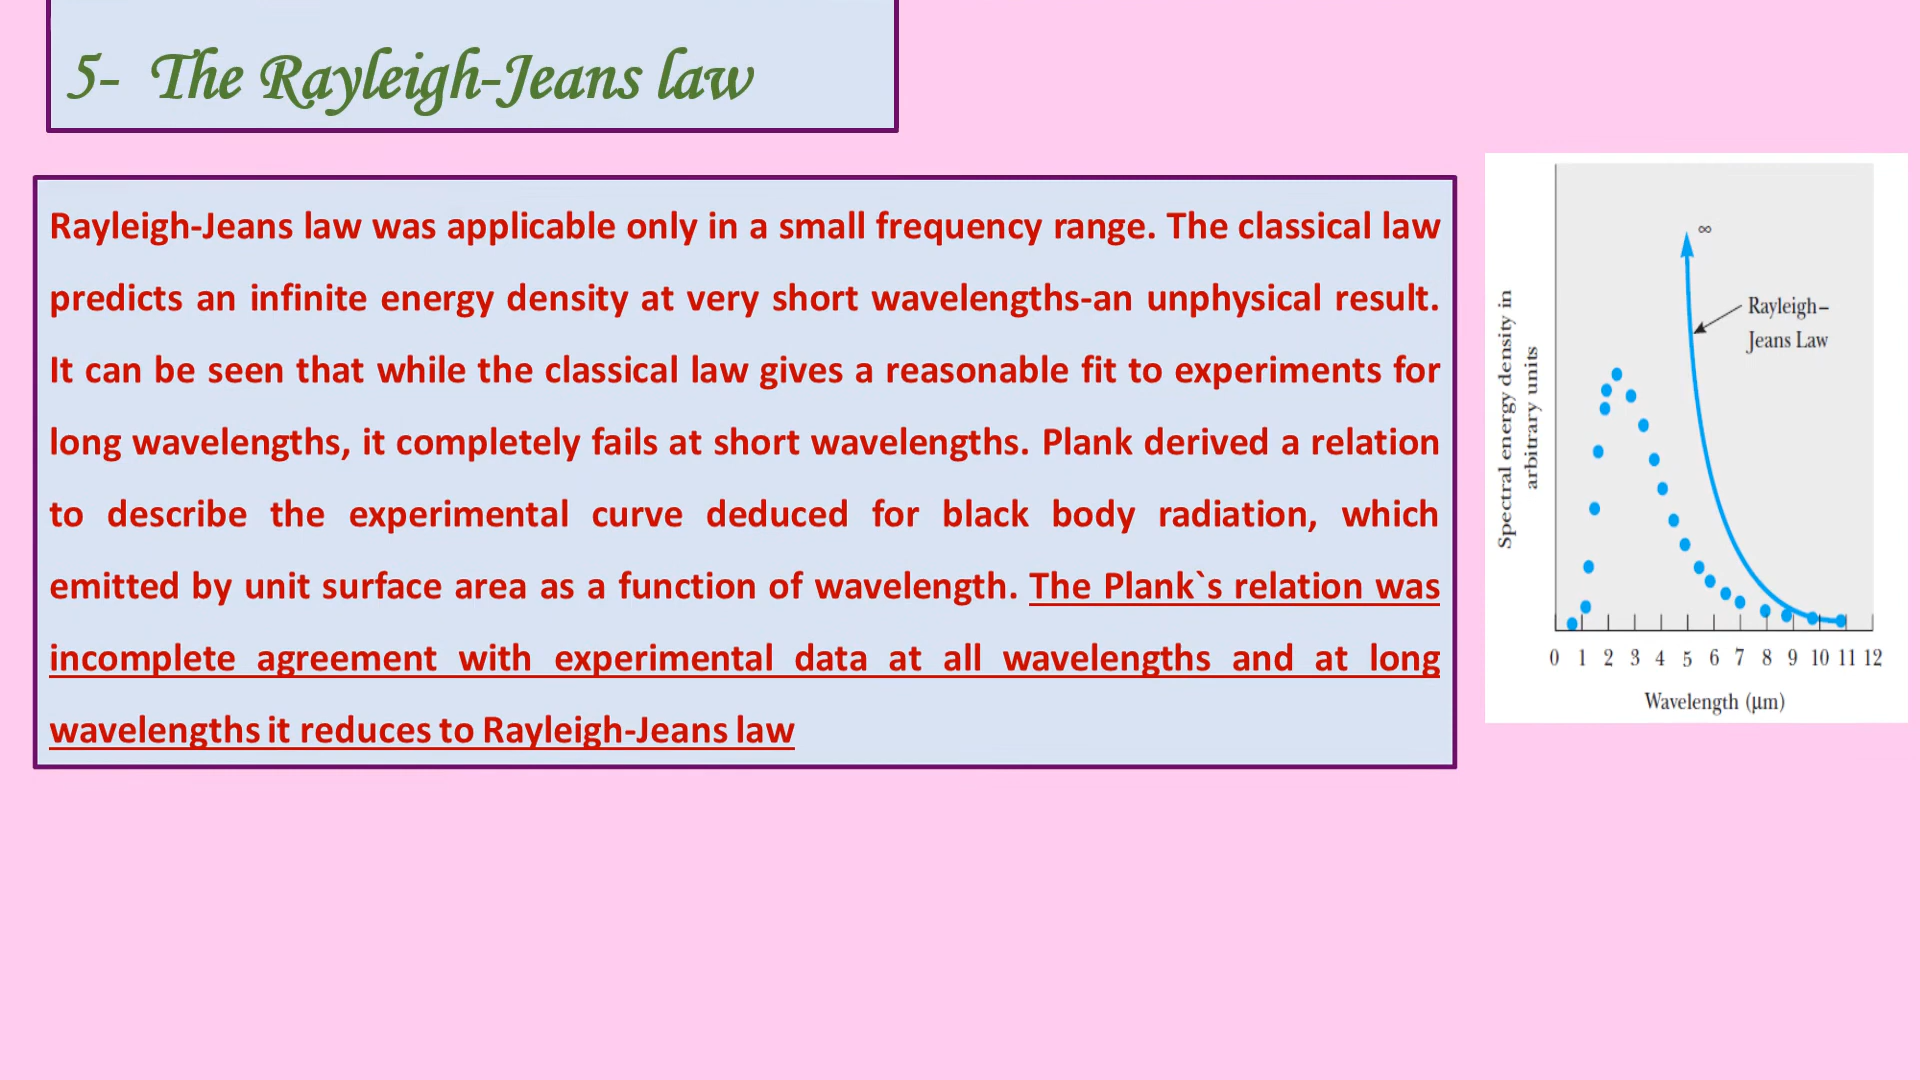 5- The Rayleigh-Jeans law
Rayleigh-Jeans law was applicable only in a small frequency range. The classical law
predicts an infinite energy density at very short wavelengths-an unphysical result.
It can be seen that while the classical law gives a reasonable fit to experiments for
long wavelengths, it completely fails at short wavelengths. Plank derived a relation
to describe the experimental curve deduced for black body radiation, which
emitted by unit surface area as a function of wavelength. The Plank`s relation was
incomplete agreement with experimental data at all wavelengths and at long
wavelengths it reduces to Rayleigh-Jeans law
∞
Rayleigh–
Jeans Law
Spectral energy density in
arbitrary units
0 1 2 3 4 5 6 7 8 9 10 11 12
Wavelength (μm)